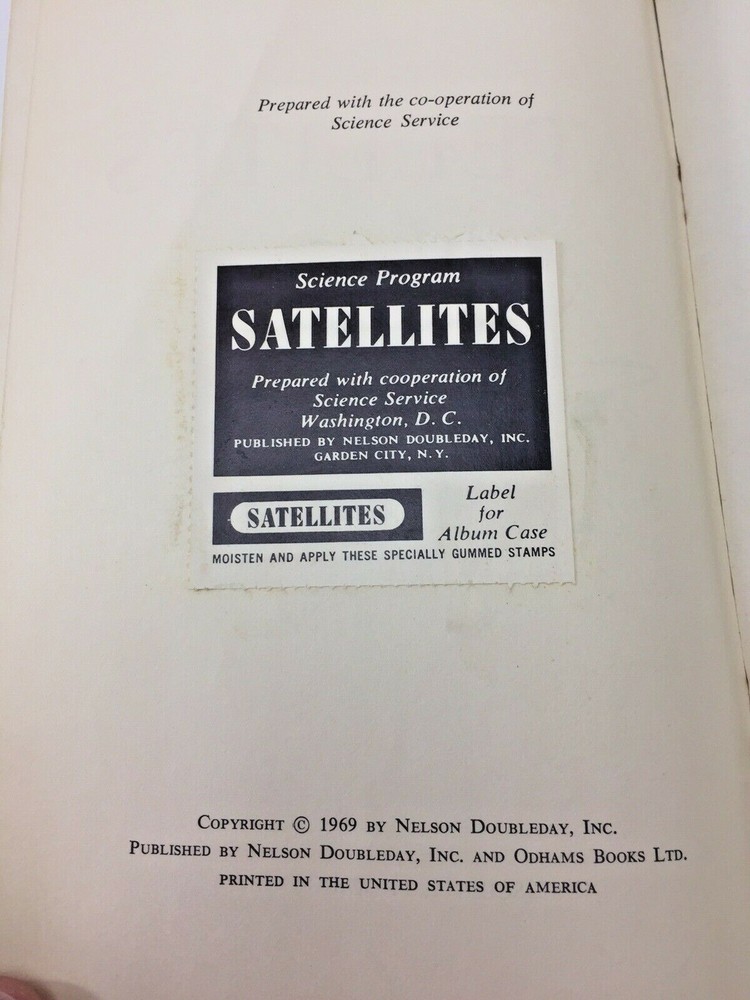 Prepared with the co-operation of
Science Service
Science Program
SATELLITES
Prepared with cooperation of
Science Service
Washington, D. C.
PUBLISHED BY NELSON DOUBLEDAY, INC.
GARDEN CITY, N. Y.
SATELLITES
Label
for
Album Case
MOISTEN AND APPLY THESE SPECIALLY GUMMED STAMPS
COPYRIGHT © 1969 BY NELSON DOUBLEDAY, INC.
PUBLISHED BY NELSON DOUBLEDAY, INC. AND ODHAMS BOOKS LTD.
PRINTED IN THE UNITED STATES OF AMERICA